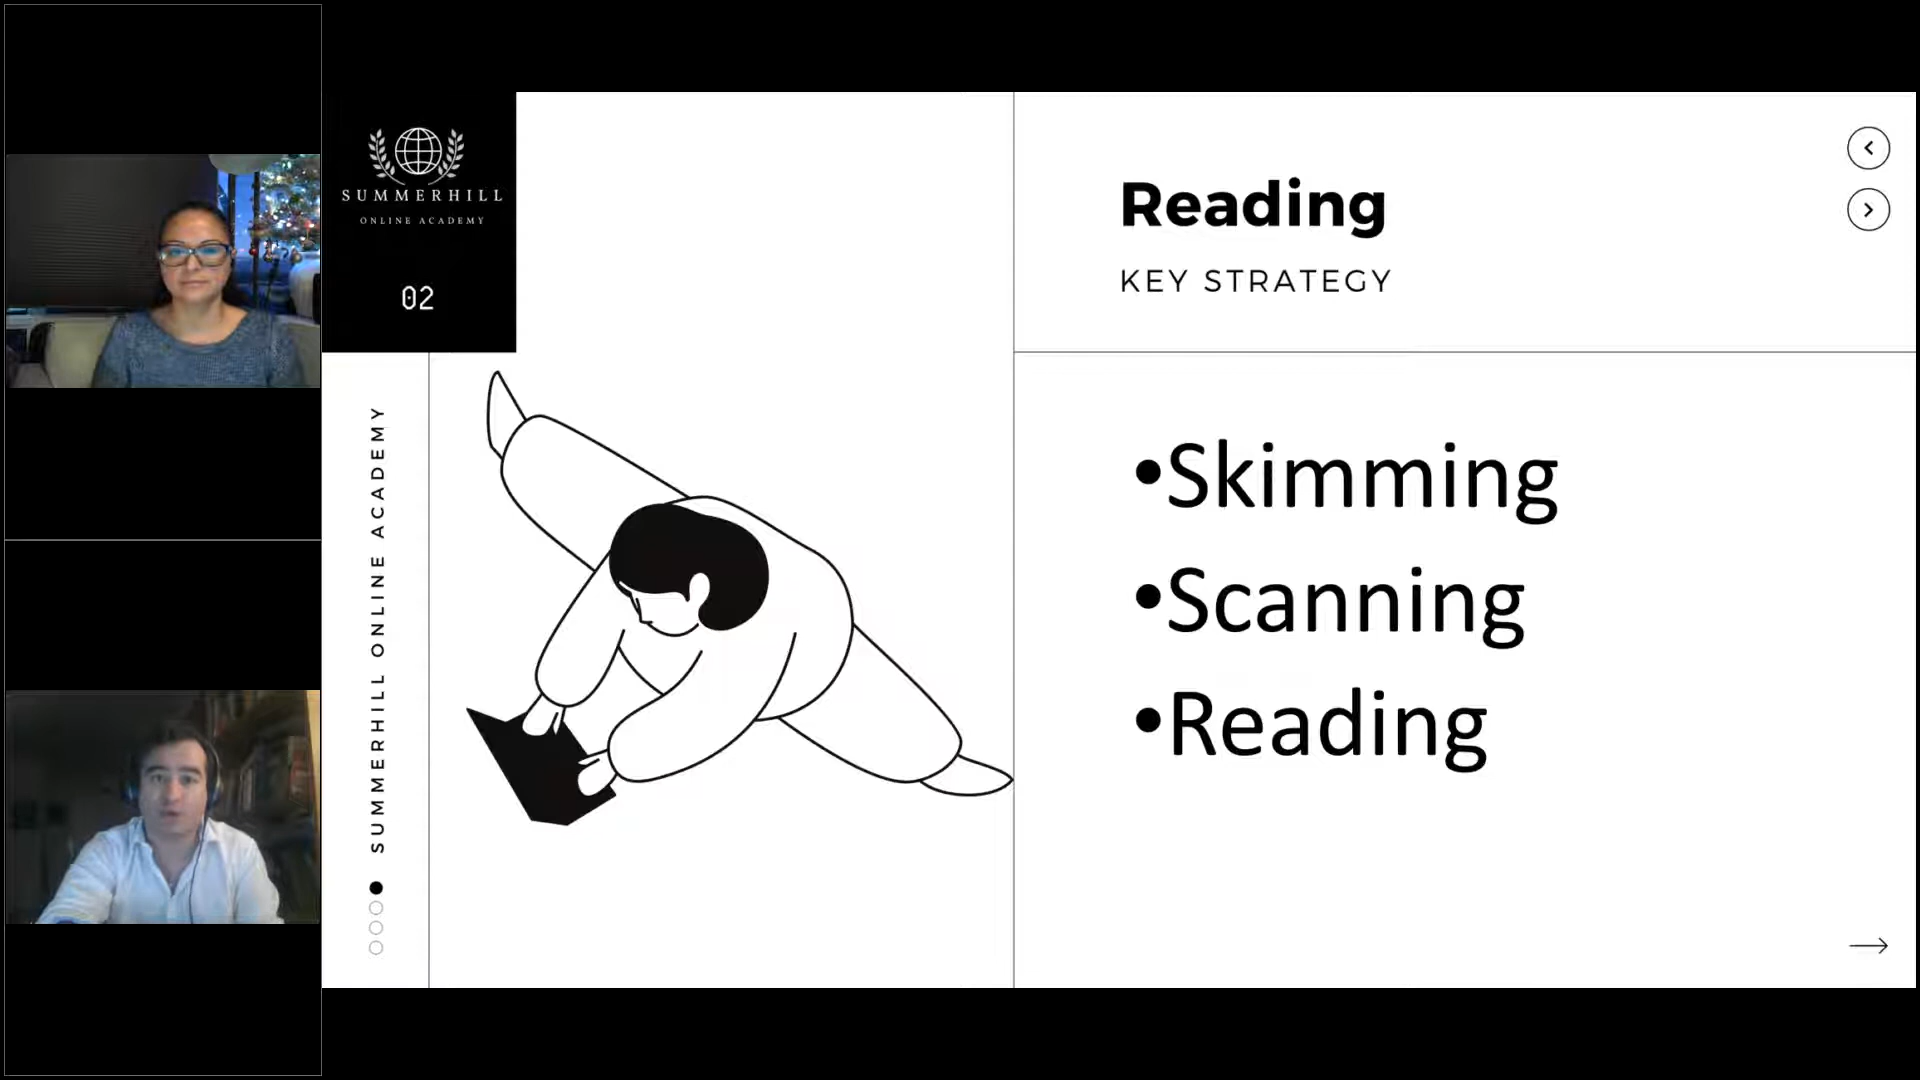 SUMMERHILL
ONLINE ACADEMY
02
SUMMERHILL ONLINE ACADEMY
Reading
KEY STRATEGY
•Skimming
•Scanning
•Reading